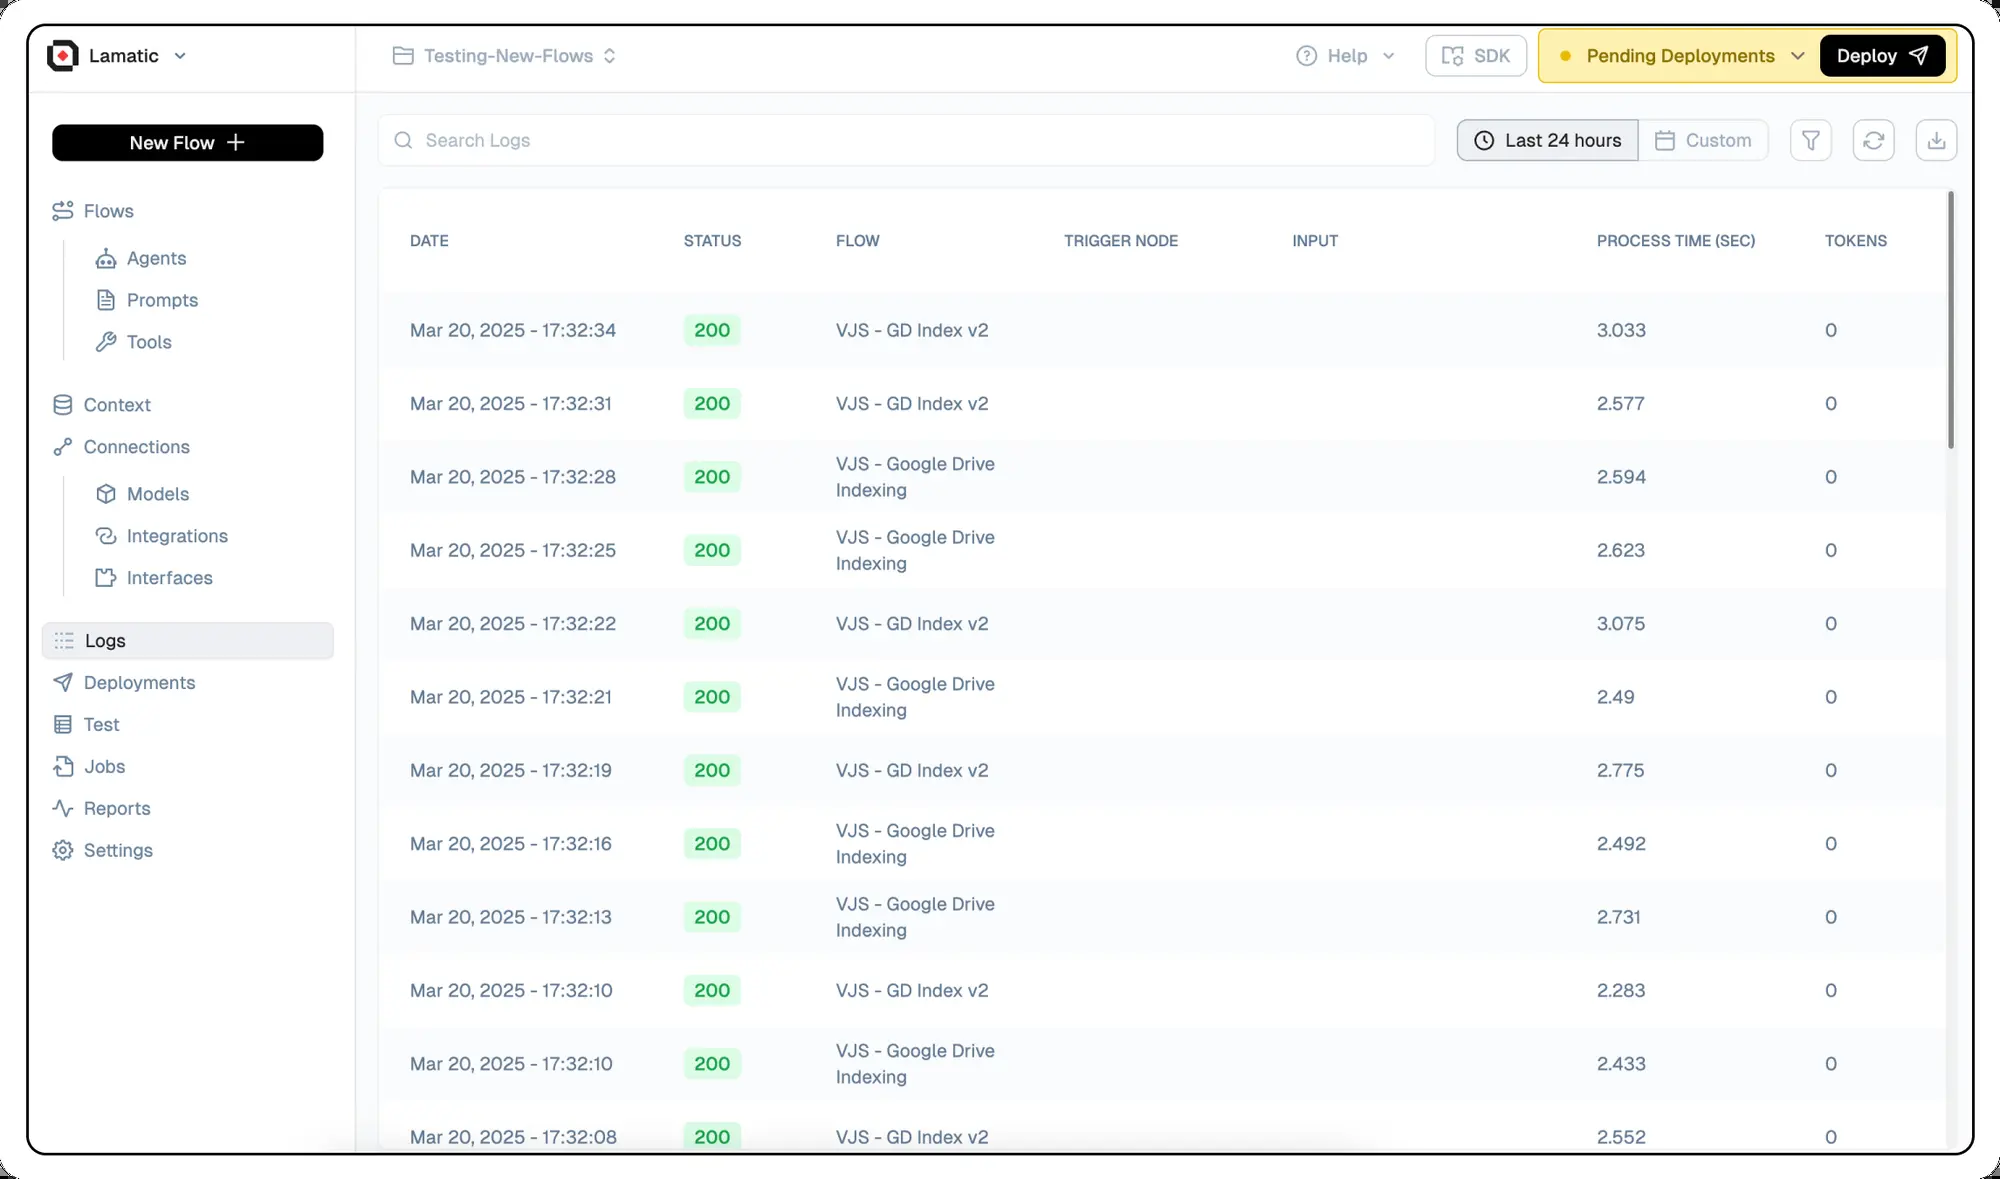 Lamatic
Testing-New-Flows
Help
SDK
Pending Deployments
Deploy
New Flow
Flows
Agents
Prompts
Tools
Context
Connections
Models
Integrations
Interfaces
Logs
Deployments
Test
Jobs
Reports
Settings
Search Logs
Last 24 hours
Custom
DATE STATUS FLOW TRIGGER NODE INPUT PROCESS TIME (SEC) TOKENS
Mar 20, 2025 - 17:32:34 200 VJS - GD Index v2 3.033 0
Mar 20, 2025 - 17:32:31 200 VJS - GD Index v2 2.577 0
Mar 20, 2025 - 17:32:28 200 VJS - Google Drive 2.594 0
Indexing
Mar 20, 2025 - 17:32:25 200 VJS - Google Drive 2.623 0
Indexing
Mar 20, 2025 - 17:32:22 200 VJS - GD Index v2 3.075 0
Mar 20, 2025 - 17:32:21 200 VJS - Google Drive 2.49 0
Indexing
Mar 20, 2025 - 17:32:19 200 VJS - GD Index v2 2.775 0
Mar 20, 2025 - 17:32:16 200 VJS - Google Drive 2.492 0
Indexing
Mar 20, 2025 - 17:32:13 200 VJS - Google Drive 2.731 0
Indexing
Mar 20, 2025 - 17:32:10 200 VJS - GD Index v2 2.283 0
Mar 20, 2025 - 17:32:10 200 VJS - Google Drive 2.433 0
Indexing
Mar 20, 2025 - 17:32:08 200 VJS - GD Index v2 2.552 0